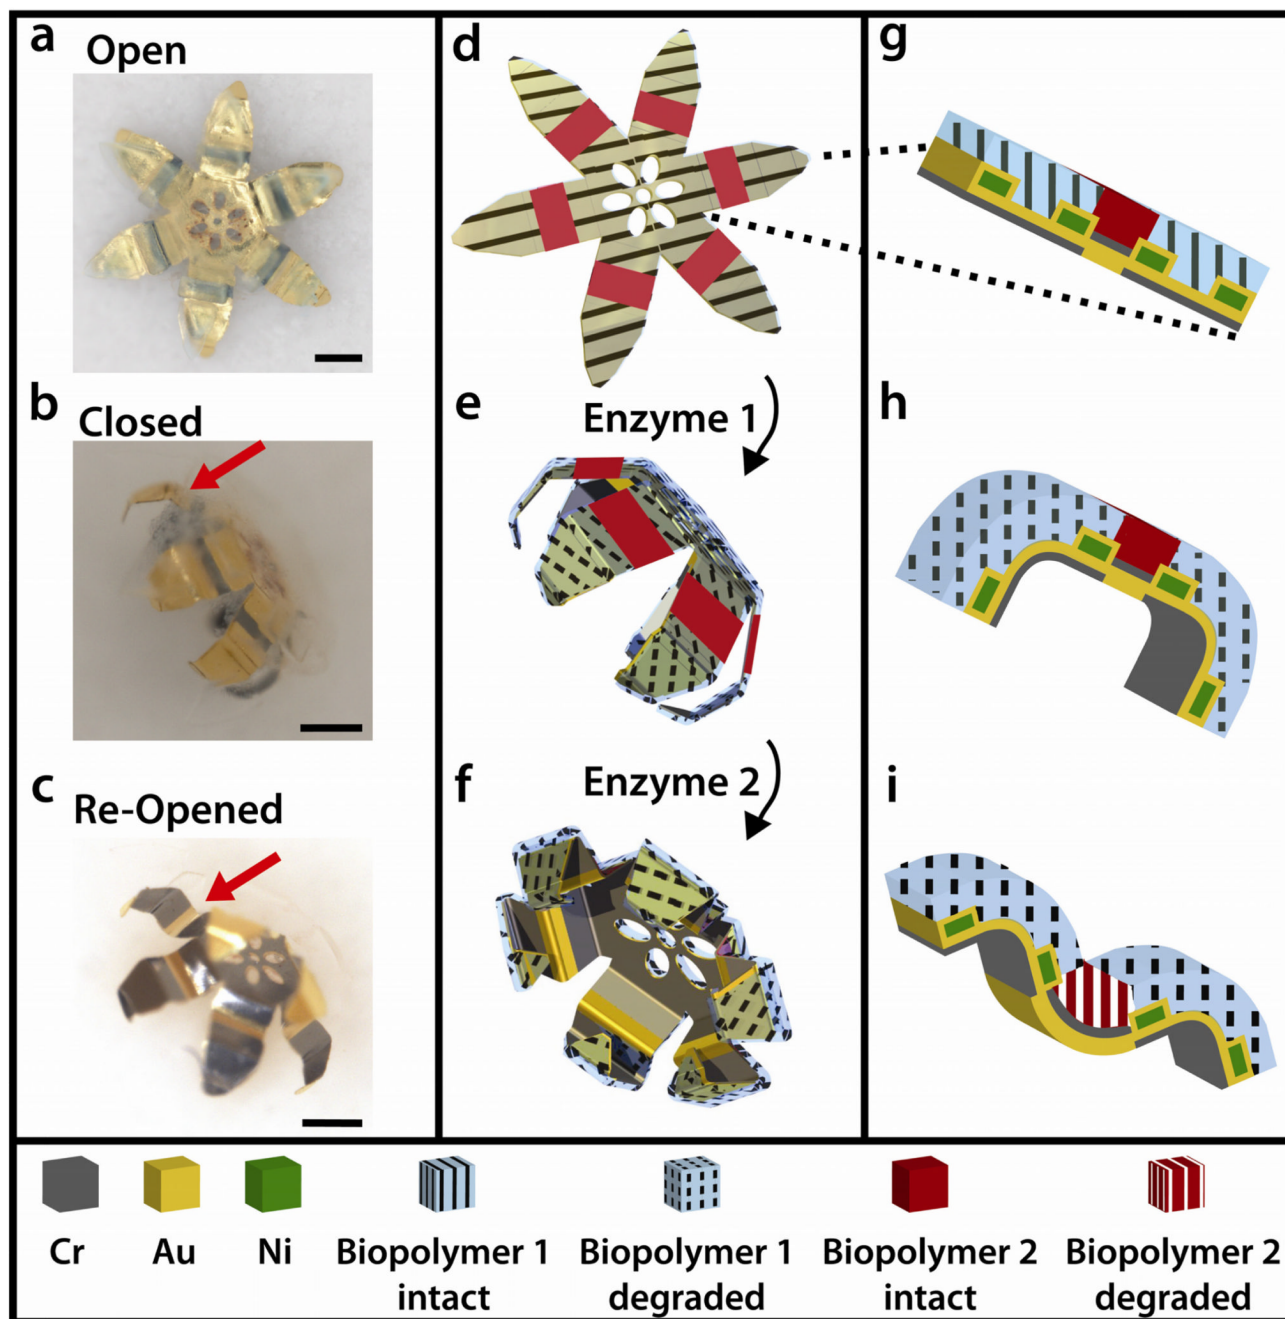 a Open
d
g
b Closed
e Enzyme 1
h
c Re-Opened
f Enzyme 2
i
Cr Au Ni Biopolymer 1 intact Biopolymer 1 degraded Biopolymer 2 intact Biopolymer 2 degraded